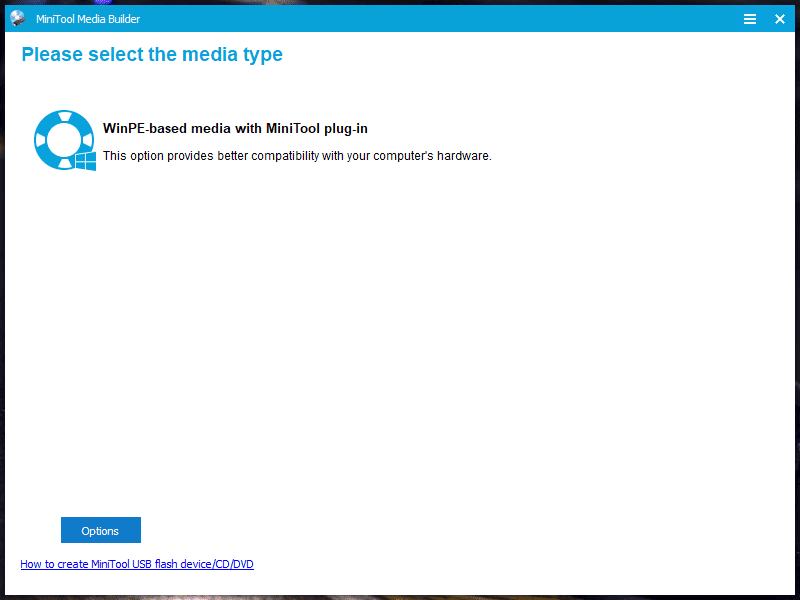 MiniTool Media Builder
Please select the media type
WinPE-based media with MiniTool plug-in
This option provides better compatibility with your computer's hardware.
Options
How to create MiniTool USB flash device/CD/DVD